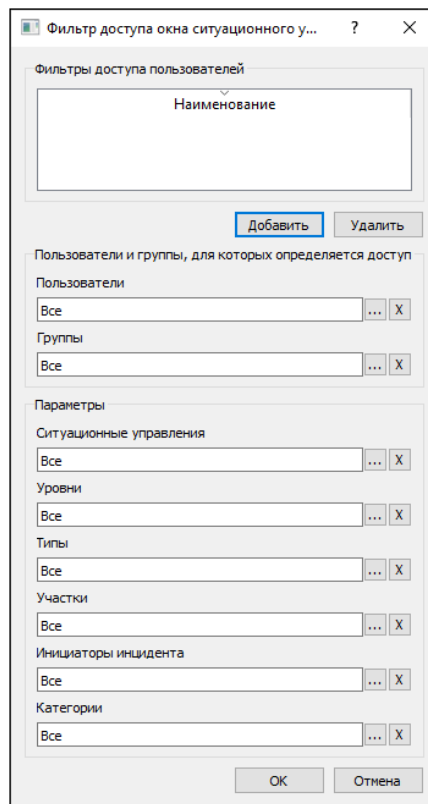 Фильтр доступа окна ситуационного у... ? X
Фильтры доступа пользователей
Наименование
Добавить Удалить
Пользователи и группы, для которых определяется доступ
Пользователи
Все ... X
Группы
Все ... X
Параметры
Ситуационные управления
Все ... X
Уровни
Все ... X
Типы
Все ... X
Участки
Все ... X
Инициаторы инцидента
Все ... X
Категории
Все ... X
ОК Отмена